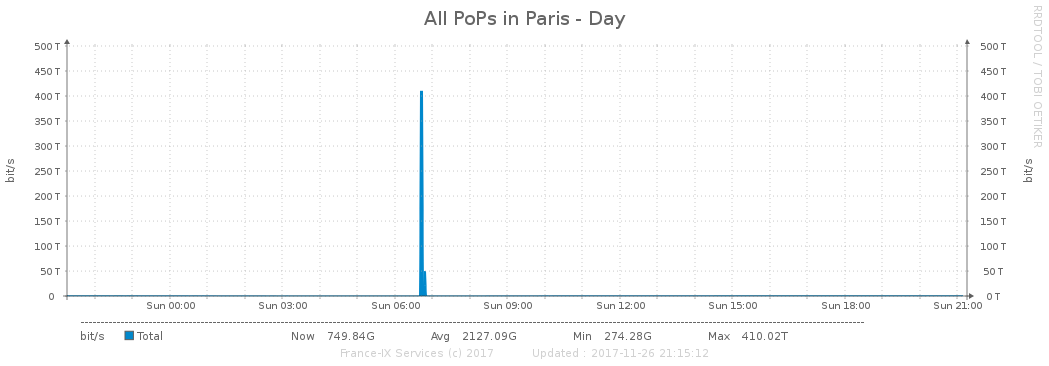 All PoPs in Paris - Day
RRDTOOL / TOBI OETIKER
bit/s
bit/s
500 T 500 T
450 T 450 T
400 T 400 T
350 T 350 T
300 T 300 T
250 T 250 T
200 T 200 T
150 T 150 T
100 T 100 T
50 T 50 T
0 0 T
Sun 00:00 Sun 03:00 Sun 06:00 Sun 09:00 Sun 12:00 Sun 15:00 Sun 18:00 Sun 21:00
bit/s Total Now 749.84G Avg 2127.09G Min 274.28G Max 410.02T
France-IX Services (c) 2017 Updated : 2017-11-26 21:15:12